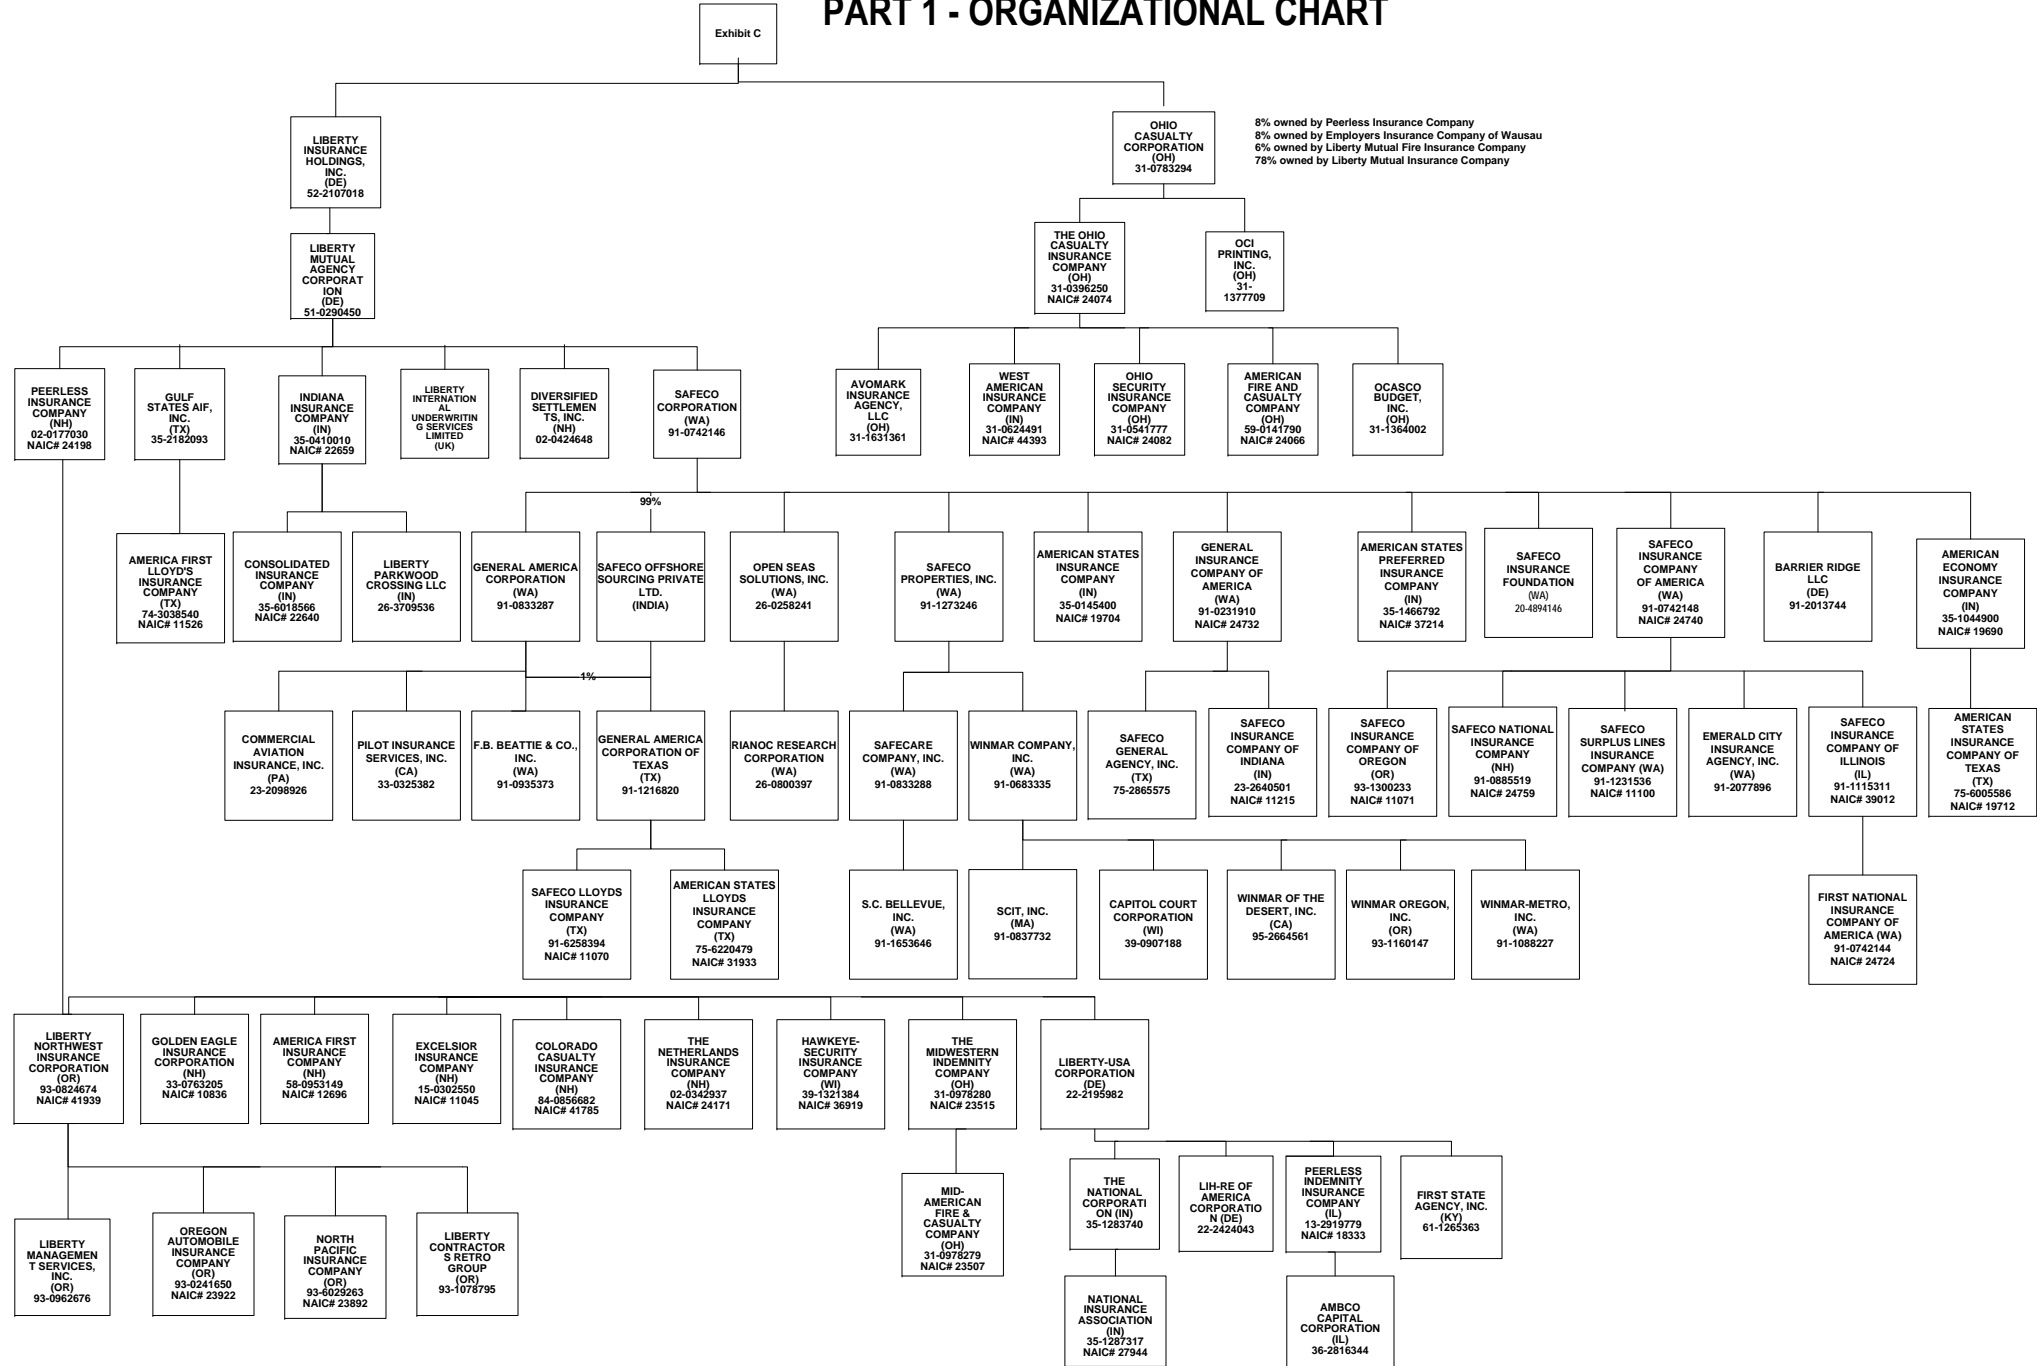 PART 1 - ORGANIZATIONAL CHART
Exhibit C
LIBERTY
INSURANCE
HOLDINGS,
INC.
(DE)
52-2107018
OHIO
CASUALTY
CORPORATION
(OH)
31-0783294
8% owned by Peerless Insurance Company
8% owned by Employers Insurance Company of Wausau
6% owned by Liberty Mutual Fire Insurance Company
78% owned by Liberty Mutual Insurance Company
LIBERTY
MUTUAL
AGENCY
CORPORAT
ION
(DE)
51-0290450
THE OHIO
CASUALTY
INSURANCE
COMPANY
(OH)
31-0396250
NAIC# 24074
OCI
PRINTING,
INC.
(OH)
31-
1377709
PEERLESS
INSURANCE
COMPANY
(NH)
02-0177030
NAIC# 24198
GULF
STATES AIF,
INC.
(TX)
35-2182093
INDIANA
INSURANCE
COMPANY
(IN)
35-0410010
NAIC# 22659
LIBERTY
INTERNATION
AL
UNDERWRITIN
G SERVICES
LIMITED
(UK)
DIVERSIFIED
SETTLEMEN
TS, INC.
(NH)
02-0424648
SAFECO
CORPORATION
(WA)
91-0742146
AVOMARK
INSURANCE
AGENCY,
LLC
(OH)
31-1631361
WEST
AMERICAN
INSURANCE
COMPANY
(IN)
31-0624491
NAIC# 44393
OHIO
SECURITY
INSURANCE
COMPANY
(OH)
31-0541777
NAIC# 24082
AMERICAN
FIRE AND
CASUALTY
COMPANY
(OH)
59-0141790
NAIC# 24066
OCASCO
BUDGET,
INC.
(OH)
31-1364002
99%
AMERICA FIRST
LLOYD'S
INSURANCE
COMPANY
(TX)
74-3038540
NAIC# 11526
CONSOLIDATED
INSURANCE
COMPANY
(IN)
35-6018566
NAIC# 22640
LIBERTY
PARKWOOD
CROSSING LLC
(IN)
26-3709536
GENERAL AMERICA
CORPORATION
(WA)
91-0833287
SAFECO OFFSHORE
SOURCING PRIVATE
LTD.
(INDIA)
OPEN SEAS
SOLUTIONS, INC.
(WA)
26-0258241
SAFECO
PROPERTIES, INC.
(WA)
91-1273246
AMERICAN STATES
INSURANCE
COMPANY
(IN)
35-0145400
NAIC# 19704
GENERAL
INSURANCE
COMPANY OF
AMERICA
(WA)
91-0231910
NAIC# 24732
AMERICAN STATES
PREFERRED
INSURANCE
COMPANY
(IN)
35-1466792
NAIC# 37214
SAFECO
INSURANCE
FOUNDATION
(WA)
20-4894146
SAFECO
INSURANCE
COMPANY
OF AMERICA
(WA)
91-0742148
NAIC# 24740
BARRIER RIDGE
LLC
(DE)
91-2013744
AMERICAN
ECONOMY
INSURANCE
COMPANY
(IN)
35-1044900
NAIC# 19690
1%
COMMERCIAL
AVIATION
INSURANCE, INC.
(PA)
23-2098926
PILOT INSURANCE
SERVICES, INC.
(CA)
33-0325382
F.B. BEATTIE & CO.,
INC.
(WA)
91-0935373
GENERAL AMERICA
CORPORATION OF
TEXAS
(TX)
91-1216820
RIANOC RESEARCH
CORPORATION
(WA)
26-0800397
SAFECARE
COMPANY, INC.
(WA)
91-0833288
WINMAR COMPANY,
INC.
(WA)
91-0683335
SAFECO
GENERAL
AGENCY, INC.
(TX)
75-2865575
SAFECO
INSURANCE
COMPANY OF
INDIANA
(IN)
23-2640501
NAIC# 11215
SAFECO
INSURANCE
COMPANY OF
OREGON
(OR)
93-1300233
NAIC# 11071
SAFECO NATIONAL
INSURANCE
COMPANY
(NH)
91-0885519
NAIC# 24759
SAFECO
SURPLUS LINES
INSURANCE
COMPANY (WA)
91-1231536
NAIC# 11100
EMERALD CITY
INSURANCE
AGENCY, INC.
(WA)
91-2077896
SAFECO
INSURANCE
COMPANY OF
ILLINOIS
(IL)
91-1115311
NAIC# 39012
AMERICAN
STATES
INSURANCE
COMPANY OF
TEXAS
(TX)
75-6005586
NAIC# 19712
SAFECO LLOYDS
INSURANCE
COMPANY
(TX)
91-6258394
NAIC# 11070
AMERICAN STATES
LLOYDS
INSURANCE
COMPANY
(TX)
75-6220479
NAIC# 31933
S.C. BELLEVUE,
INC.
(WA)
91-1653646
SCIT, INC.
(MA)
91-0837732
CAPITOL COURT
CORPORATION
(WI)
39-0907188
WINMAR OF THE
DESERT, INC.
(CA)
95-2664561
WINMAR OREGON,
INC.
(OR)
93-1160147
WINMAR-METRO,
INC.
(WA)
91-1088227
FIRST NATIONAL
INSURANCE
COMPANY OF
AMERICA (WA)
91-0742144
NAIC# 24724
LIBERTY
NORTHWEST
INSURANCE
CORPORATION
(OR)
93-0824674
NAIC# 41939
GOLDEN EAGLE
INSURANCE
CORPORATION
(NH)
33-0763205
NAIC# 10836
AMERICA FIRST
INSURANCE
COMPANY
(NH)
58-0953149
NAIC# 12696
EXCELSIOR
INSURANCE
COMPANY
(NH)
15-0302550
NAIC# 11045
COLORADO
CASUALTY
INSURANCE
COMPANY
(NH)
84-0856682
NAIC# 41785
THE
NETHERLANDS
INSURANCE
COMPANY
(NH)
02-0342937
NAIC# 24171
HAWKEYE-
SECURITY
INSURANCE
COMPANY
(WI)
39-1321384
NAIC# 36919
THE
MIDWESTERN
INDEMNITY
COMPANY
(OH)
31-0978280
NAIC# 23515
LIBERTY-USA
CORPORATION
(DE)
22-2195982
LIBERTY
MANAGEMEN
T SERVICES,
INC.
(OR)
93-0962676
OREGON
AUTOMOBILE
INSURANCE
COMPANY
(OR)
93-0241650
NAIC# 23922
NORTH
PACIFIC
INSURANCE
COMPANY
(OR)
93-6029263
NAIC# 23892
LIBERTY
CONTRACTOR
S RETRO
GROUP
(OR)
93-1078795
MID-
AMERICAN
FIRE &
CASUALTY
COMPANY
(OH)
31-0978279
NAIC# 23507
THE
NATIONAL
CORPORATI
ON (IN)
35-1283740
LIH-RE OF
AMERICA
CORPORATIO
N (DE)
22-2424043
PEERLESS
INDEMNITY
INSURANCE
COMPANY
(IL)
13-2919779
NAIC# 18333
FIRST STATE
AGENCY, INC.
(KY)
61-1265363
NATIONAL
INSURANCE
ASSOCIATION
(IN)
35-1287317
NAIC# 27944
AMBCO
CAPITAL
CORPORATION
(IL)
36-2816344